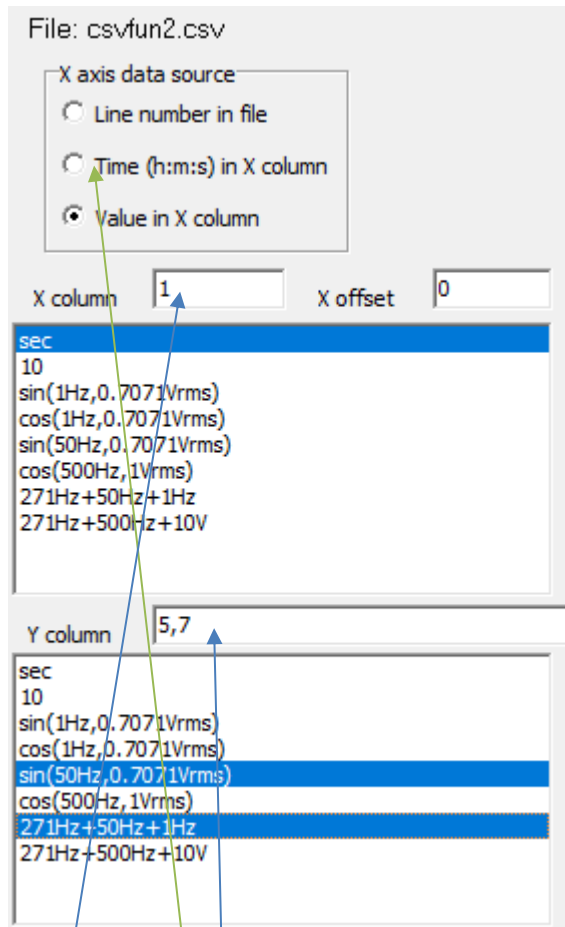 File: csvfun2.csv
X axis data source
Line number in file
Time (h:m:s) in X column
Value in X column
X column 1 X offset 0
sec
10
sin(1Hz,0.7071Vrms)
cos(1Hz,0.7071Vrms)
sin(50Hz,0.7071Vrms)
cos(500Hz,1Vrms)
271Hz+50Hz+1Hz
271Hz+500Hz+10V
Y column 5,7
sec
10
sin(1Hz,0.7071Vrms)
cos(1Hz,0.7071Vrms)
sin(50Hz,0.7071Vrms)
cos(500Hz,1Vrms)
271Hz+50Hz+1Hz
271Hz+500Hz+10V